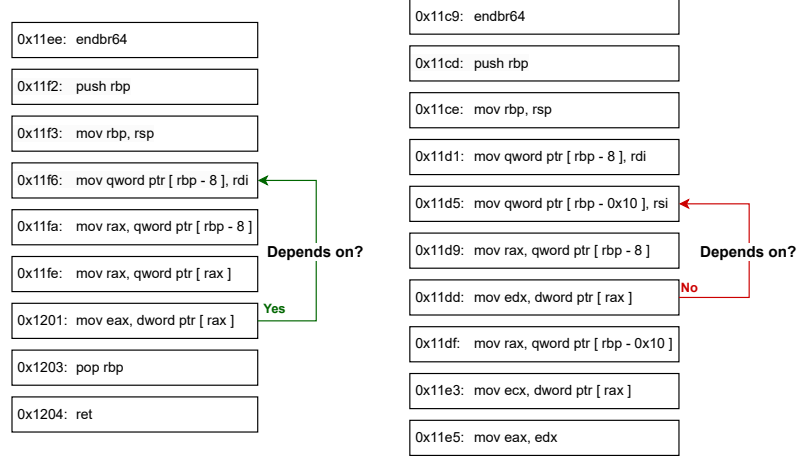 0x11ee: endbr64
0x11f2: push rbp
0x11f3: mov rbp, rsp
0x11f6: mov qword ptr [ rbp - 8 ], rdi
0x11fa: mov rax, qword ptr [ rbp - 8 ]
0x11fe: mov rax, qword ptr [ rax ]
0x1201: mov eax, dword ptr [ rax ]
0x1203: pop rbp
0x1204: ret
Depends on?
Yes
0x11c9: endbr64
0x11cd: push rbp
0x11ce: mov rbp, rsp
0x11d1: mov qword ptr [ rbp - 8 ], rdi
0x11d5: mov qword ptr [ rbp - 0x10 ], rsi
0x11d9: mov rax, qword ptr [ rbp - 8 ]
0x11dd: mov edx, dword ptr [ rax ]
0x11df: mov rax, qword ptr [ rbp - 0x10 ]
0x11e3: mov ecx, dword ptr [ rax ]
0x11e5: mov eax, edx
Depends on?
No